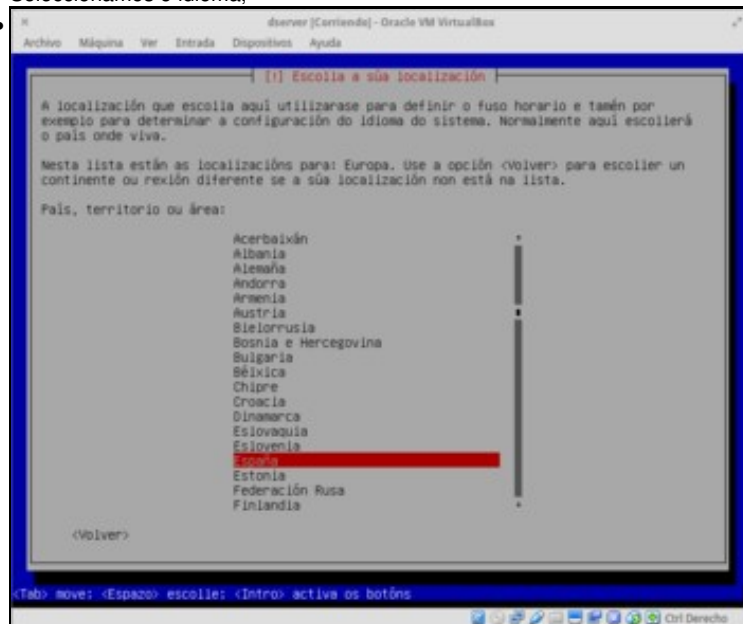 Seleccionamos o idioma,
dserver [Corriendo] - Oracle VM VirtualBox
Archivo Máquina Ver Entrada Dispositivos Ayuda
[!] Escolla a súa localización
A localización que escolla aquí utilizarase para definir o fuso horario e tamén por
exemplo para determinar a configuración do idioma do sistema. Normalmente aquí escollerá
o país onde viva.
Nesta lista están as localizacións para: Europa. Use a opción <Volver> para escoller un
continente ou rexión diferente se a súa localización non está na lista.
País, territorio ou área:
Acerbaixán
Albania
Alemaña
Andorra
Armenia
Austria
Bielorrusia
Bosnia e Hercegovina
Bulgaria
Bélxica
Chipre
Croacia
Dinamarca
Eslovaquia
Eslovenia
España
Estonia
Federación Rusa
Finlandia
<Volver>
<Tab> move; <Espazo> escolle; <Intro> activa os botóns
Ctrl Derecho